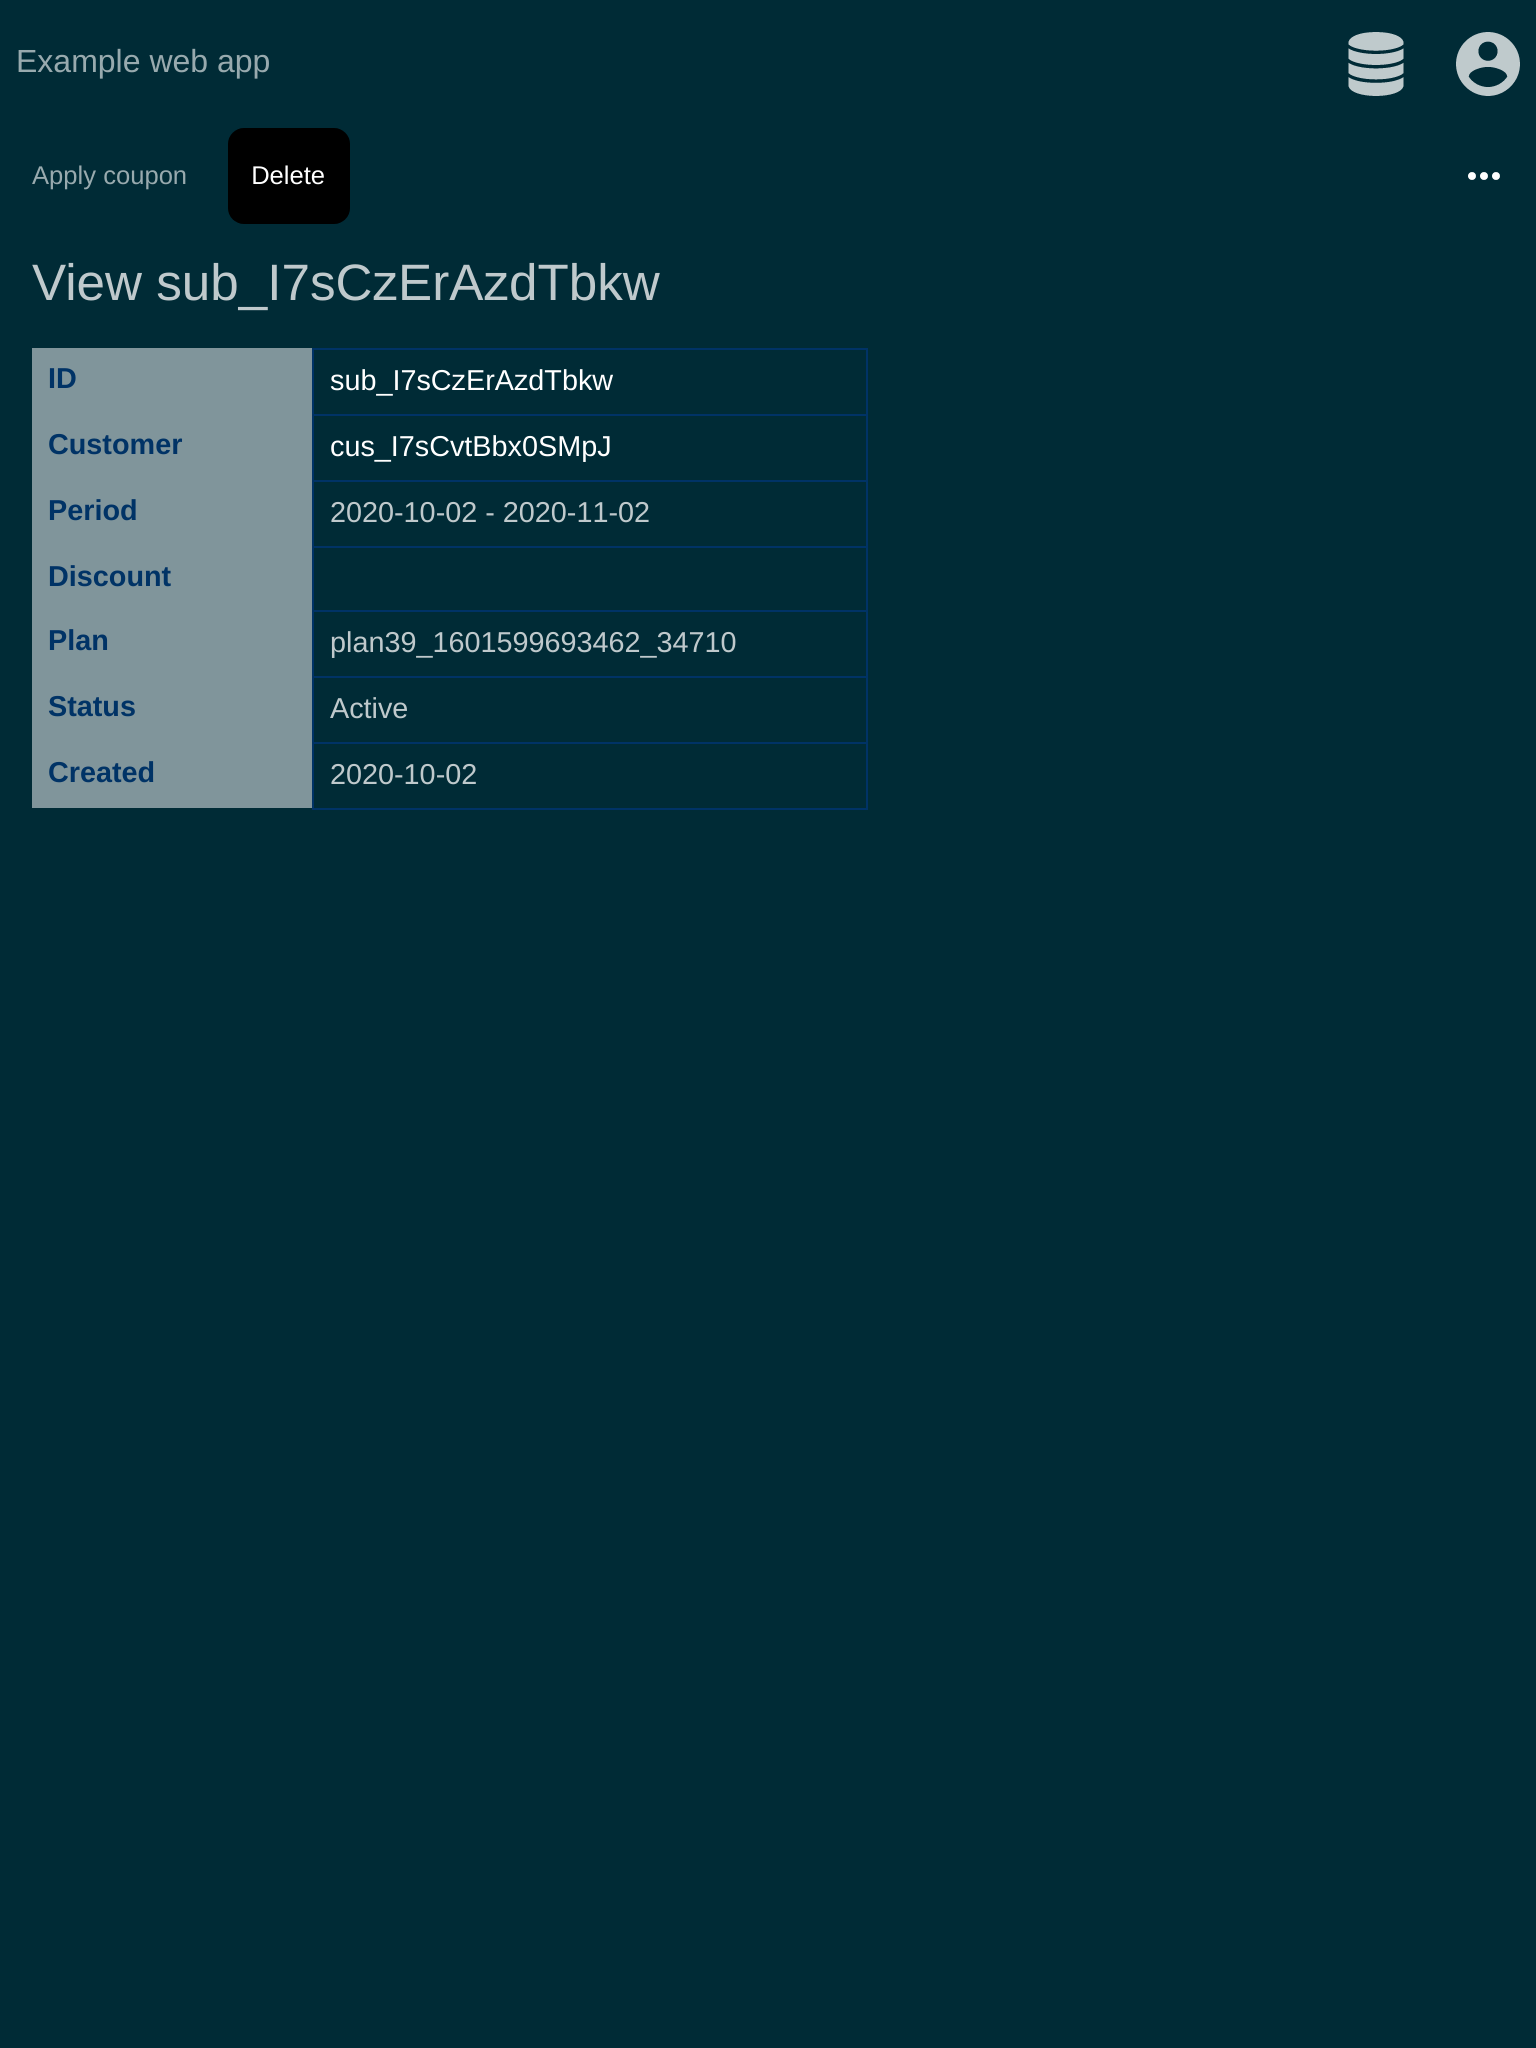 Example web app
Apply coupon Delete
View sub_I7sCzErAzdTbkw
ID sub_I7sCzErAzdTbkw
Customer cus_I7sCvtBbx0SMpJ
Period 2020-10-02 - 2020-11-02
Discount
Plan plan39_1601599693462_34710
Status Active
Created 2020-10-02